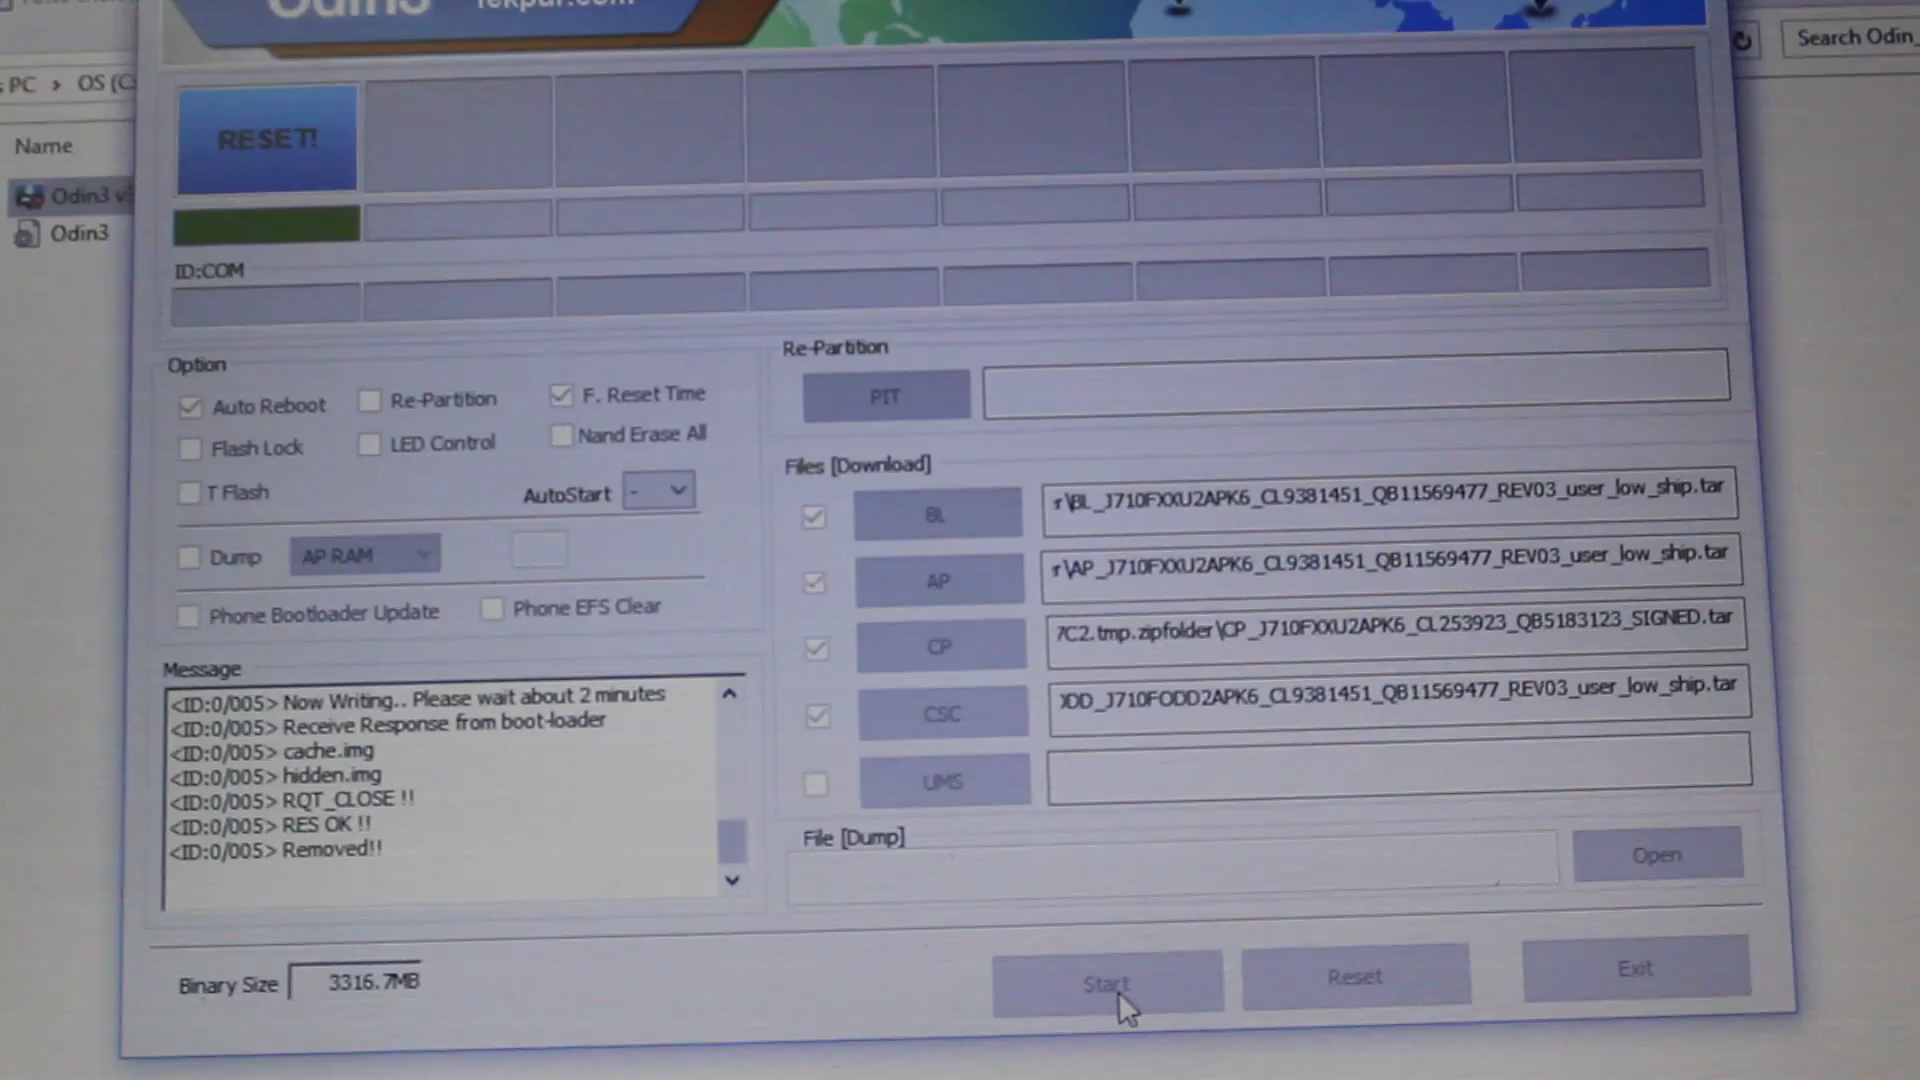 Odin3
Tekpur.com
Search Odin_
PC > OS (C:
Name
Odin3 v
Odin3
RESET!
ID:COM
Option
Auto Reboot
Re-Partition
F. Reset Time
Flash Lock
LED Control
Nand Erase All
T Flash
AutoStart -
Dump
AP RAM
Phone Bootloader Update
Phone EFS Clear
Message
<ID:0/005> Now Writing.. Please wait about 2 minutes
<ID:0/005> Receive Response from boot-loader
<ID:0/005> cache.img
<ID:0/005> hidden.img
<ID:0/005> RQT_CLOSE !!
<ID:0/005> RES OK !!
<ID:0/005> Removed!!
Binary Size 3316.7MB
Re-Partition
PIT
Files [Download]
BL
r\BL_J710FXXU2APK6_CL9381451_QB11569477_REV03_user_low_ship.tar
AP
r\AP_J710FXXU2APK6_CL9381451_QB11569477_REV03_user_low_ship.tar
CP
7C2.tmp.zipfolder\CP_J710FXXU2APK6_CL253923_QB5183123_SIGNED.tar
CSC
ODD_J710FODD2APK6_CL9381451_QB11569477_REV03_user_low_ship.tar
UMS
File [Dump]
Open
Start
Reset
Exit